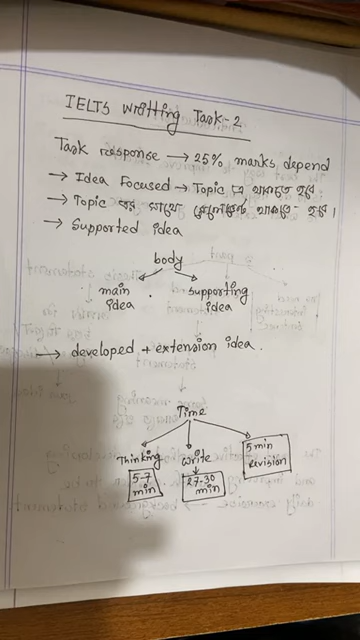 IELTS writting Task-2
Task response → 25% marks depend
→ Idea Focused → Topic এ থাকতে হবে
→ Topic এর সাথে রিলেটেড থাকতে হবে।
→ Supported idea
body
main idea
supporting idea
→ developed + extension idea.
Time
Thinking
5-7 min
write
27-30 min
5 min Revision